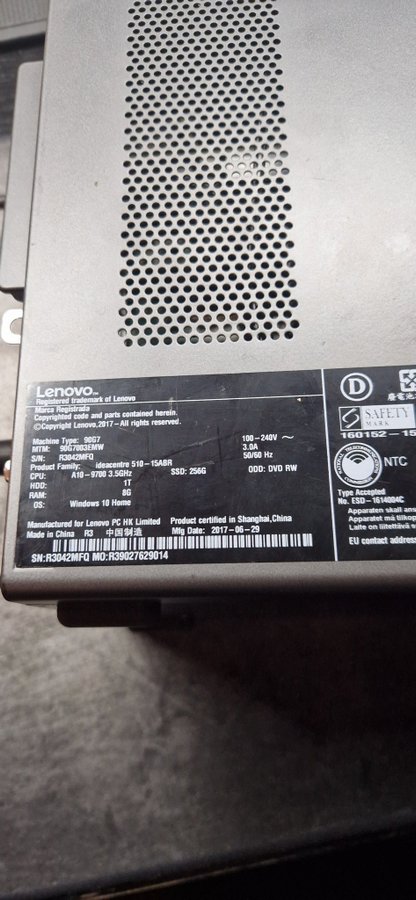 Lenovo™
Registered trademark of Lenovo
Marca Registrada
Copyrighted code and parts contained herein.
©Copyright Lenovo,2017-All rights reserved.
Machine Type: 90G7 100-240V ~
MTM: 90G7003EMW 3.0A
S/N: R3042MFQ 50/60 Hz
Product Family: ideacentre 510-15ABR
CPU: A10-9700 3.5GHz SSD: 256G ODD: DVD RW
HDD: 1T
RAM: 8G
OS: Windows 10 Home
Manufactured for Lenovo PC HK Limited Product certified in Shanghai,China
Made in China R3 中国制造 Mfg Date: 2017-06-29
SN:R3042MFQ MO:R39027629014
D
S SAFETY
MARK
160152-15
NTC
Type Accepted
No. ESD-1614094C
Apparaten skall ans
Apparatet må tilkop
Laite on liitettävä s
EU contact address